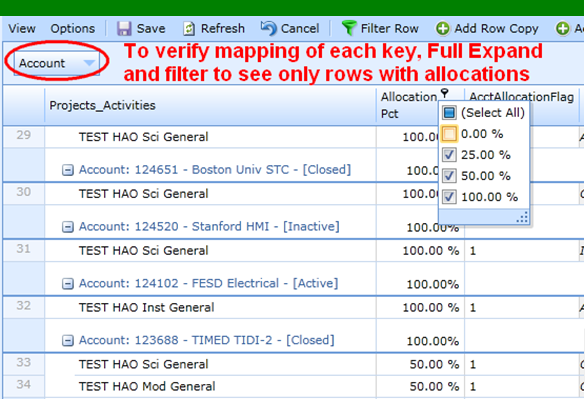 View Options Save Refresh Cancel Filter Row Add Row Copy
Account
To verify mapping of each key, Full Expand
and filter to see only rows with allocations
Projects_Activities Allocation Pct AcctAllocationFlag
(Select All)
0.00 %
25.00 %
50.00 %
100.00 %
29 TEST HAO Sci General 100.00
Account: 124651 - Boston Univ STC - [Closed] 100.0
30 TEST HAO Sci General 100.00
Account: 124520 - Stanford HMI - [Inactive] 100.00%
31 TEST HAO Sci General 100.00 % 1
Account: 124102 - FESD Electrical - [Active] 100.00%
32 TEST HAO Inst General 100.00 % 1
Account: 123688 - TIMED TIDI-2 - [Closed] 100.00%
33 TEST HAO Sci General 50.00 % 1
34 TEST HAO Mod General 50.00 % 1